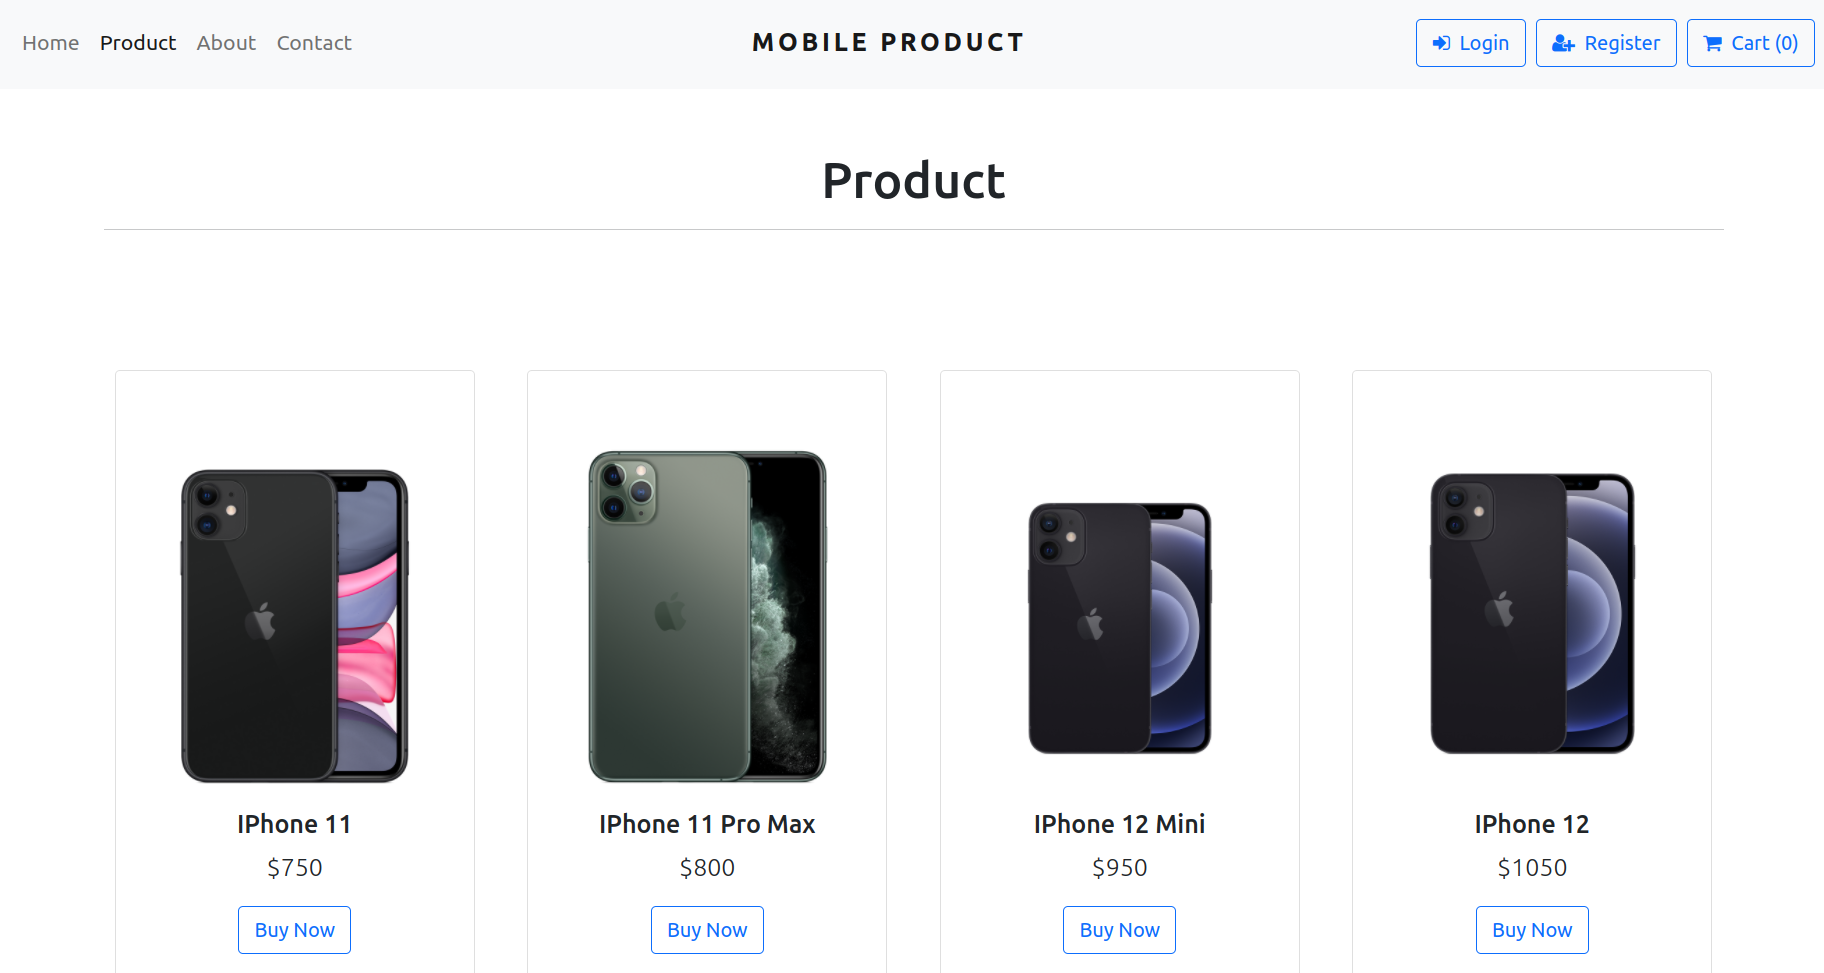 Home Product About Contact MOBILE PRODUCT Login Register Cart (0)
Product
IPhone 11 IPhone 11 Pro Max IPhone 12 Mini IPhone 12
$750 $800 $950 $1050
Buy Now Buy Now Buy Now Buy Now